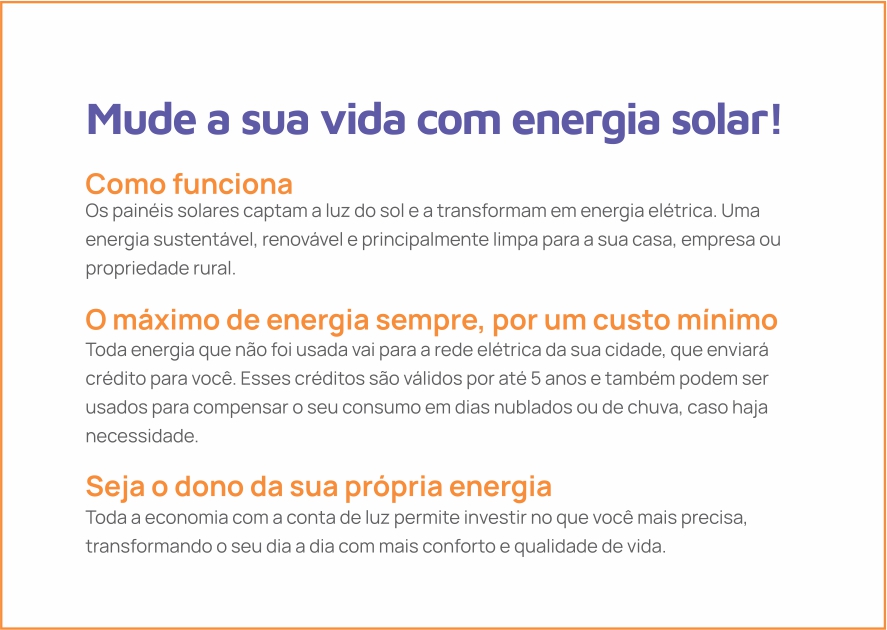 Mude a sua vida com energia solar!
Como funciona
Os painéis solares captam a luz do sol e a transformam em energia elétrica. Uma
energia sustentável, renovável e principalmente limpa para a sua casa, empresa ou
propriedade rural.
O máximo de energia sempre, por um custo mínimo
Toda energia que não foi usada vai para a rede elétrica da sua cidade, que enviará
crédito para você. Esses créditos são válidos por até 5 anos e também podem ser
usados para compensar o seu consumo em dias nublados ou de chuva, caso haja
necessidade.
Seja o dono da sua própria energia
Toda a economia com a conta de luz permite investir no que você mais precisa,
transformando o seu dia a dia com mais conforto e qualidade de vida.